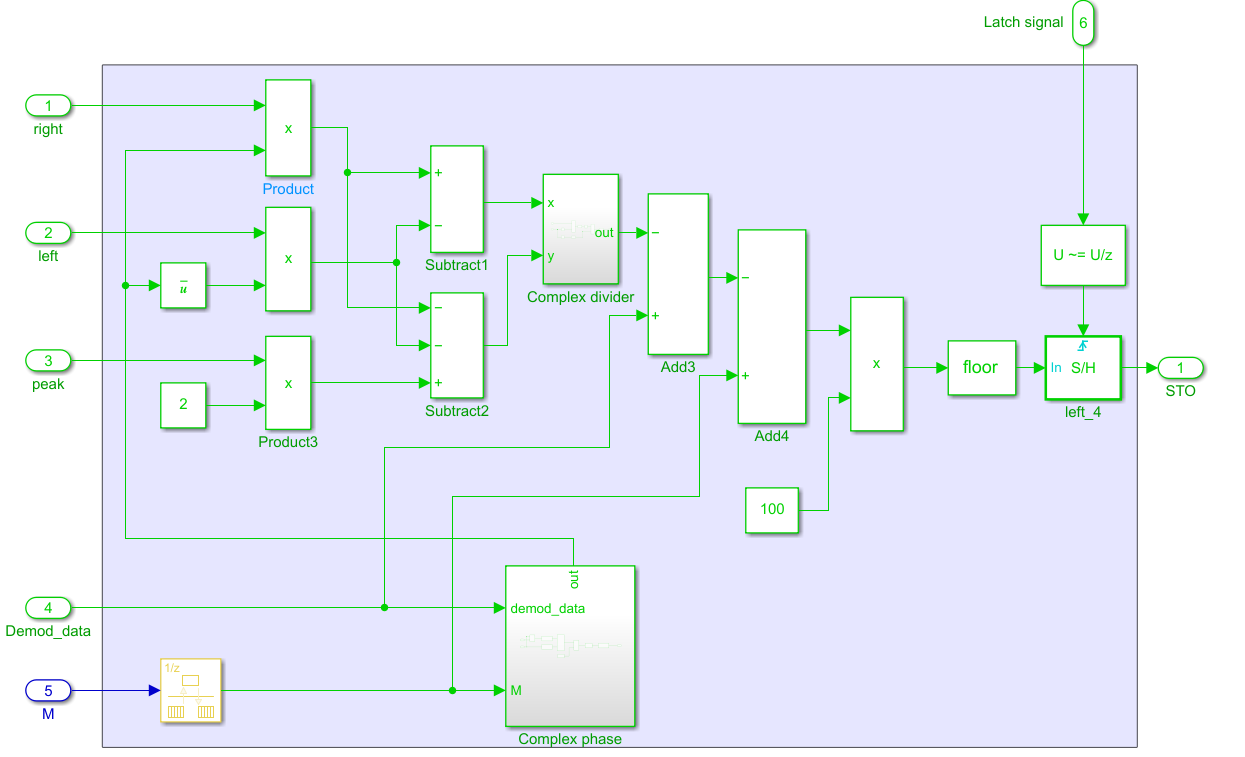 Latch signal
6
1
right
x
Product
+
−
Subtract1
x
y
out
Complex divider
−
+
Add3
−
+
Add4
U ~= U/z
2
left
u
x
−
−
+
Subtract2
3
peak
2
x
Product3
x
floor
In S/H
left_4
1
STO
100
out
4
Demod_data
demod_data
M
Complex phase
1/z
5
M